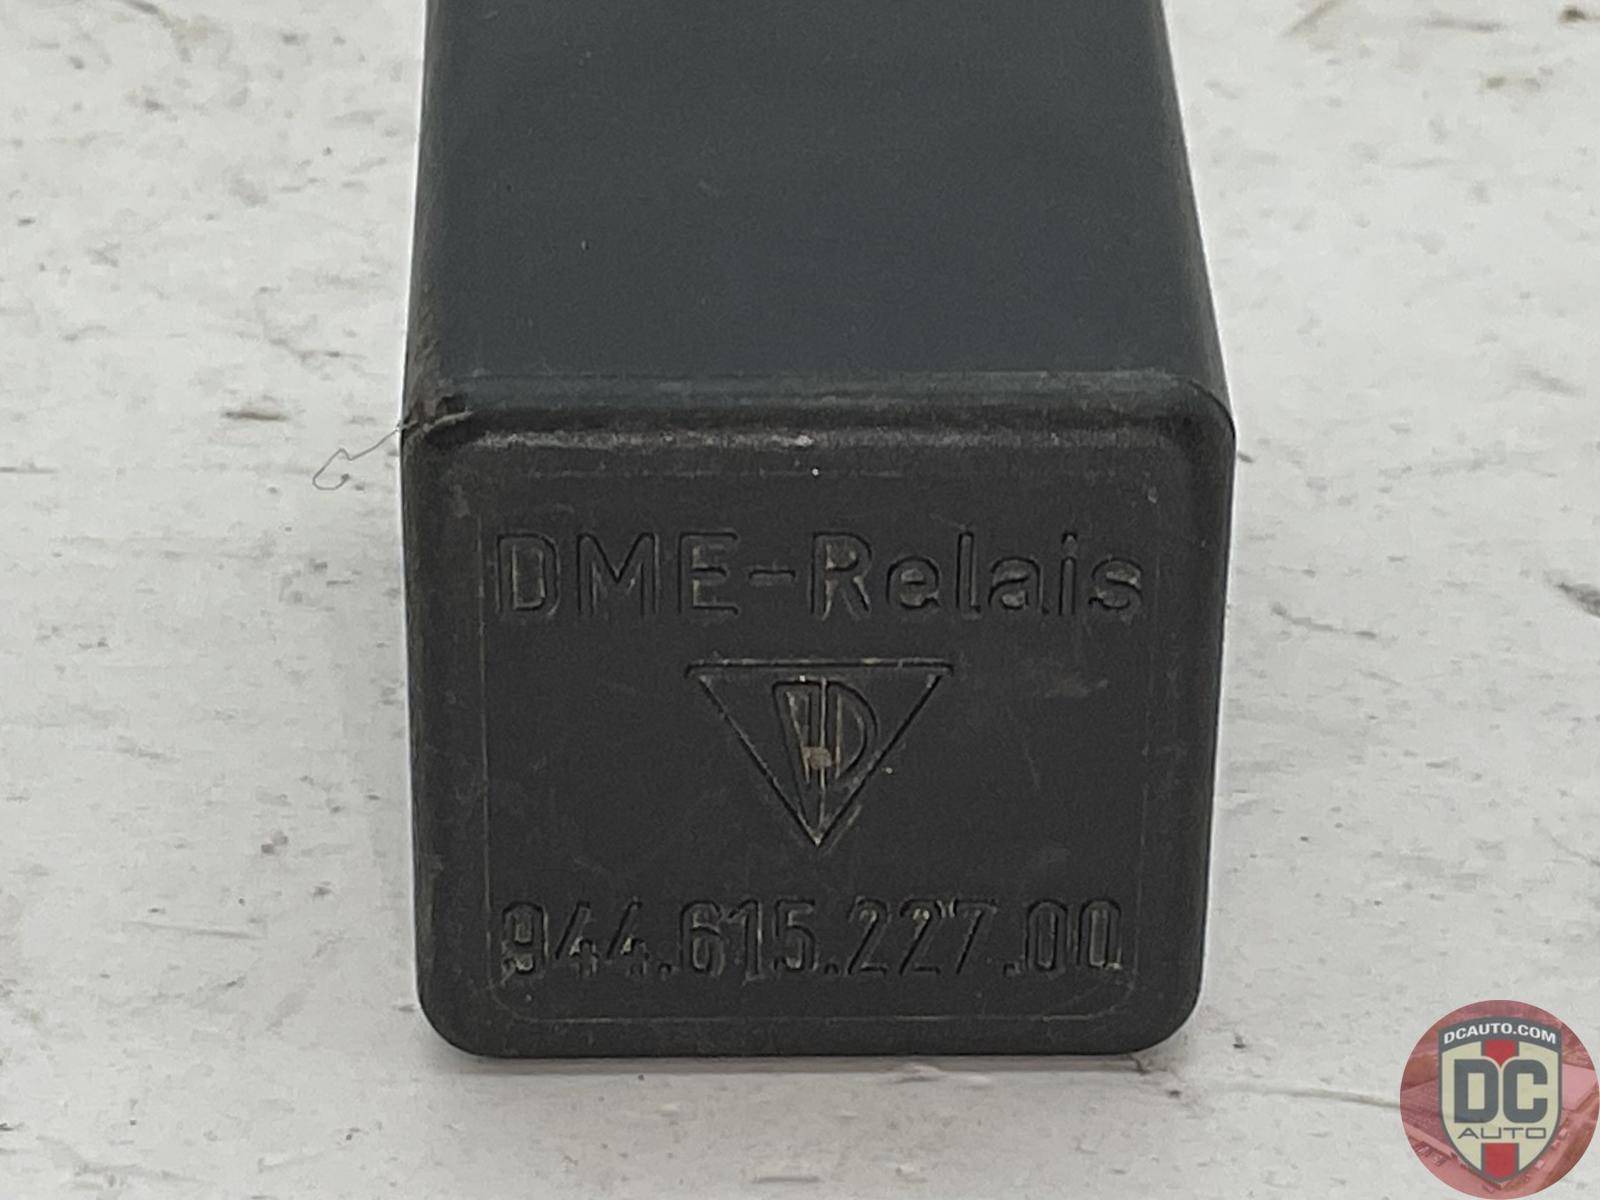 DME-Relais
944.615.227.00
DCAUTO.COM
DC
AUTO